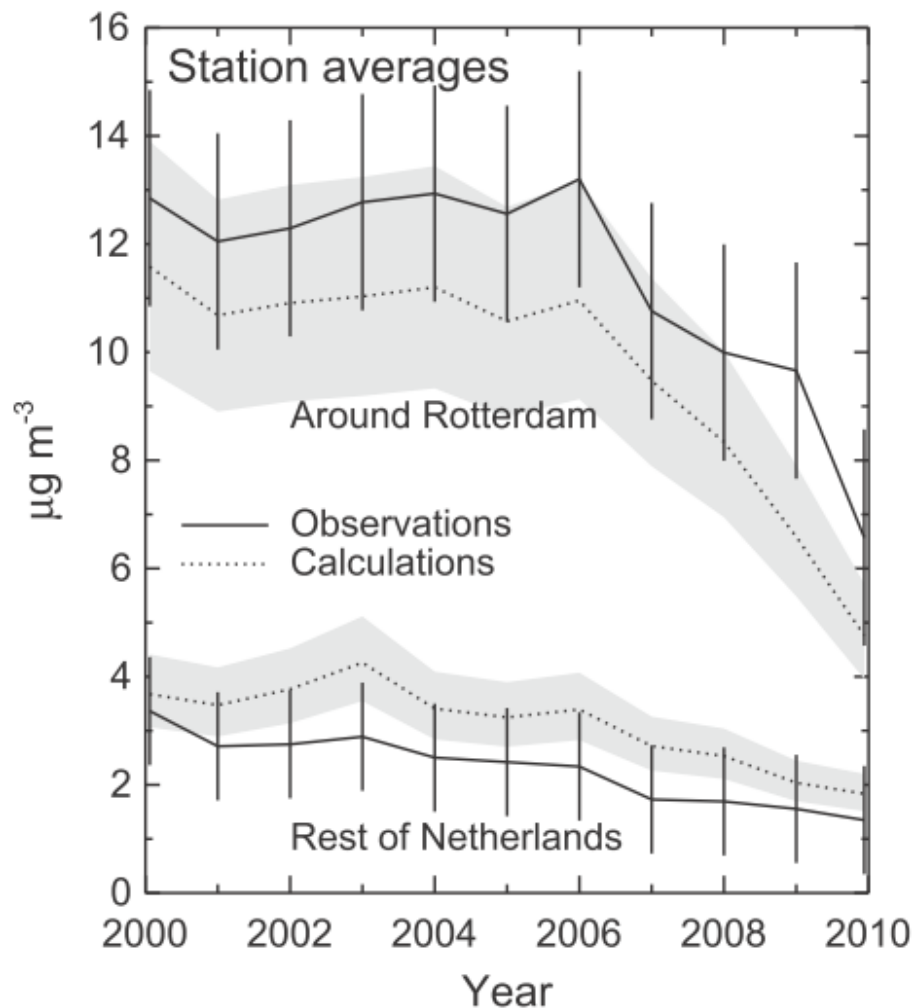 16
Station averages
14
12
10
Around Rotterdam
8
µg m-3
Observations
Calculations
6
4
2
Rest of Netherlands
0
2000 2002 2004 2006 2008 2010
Year